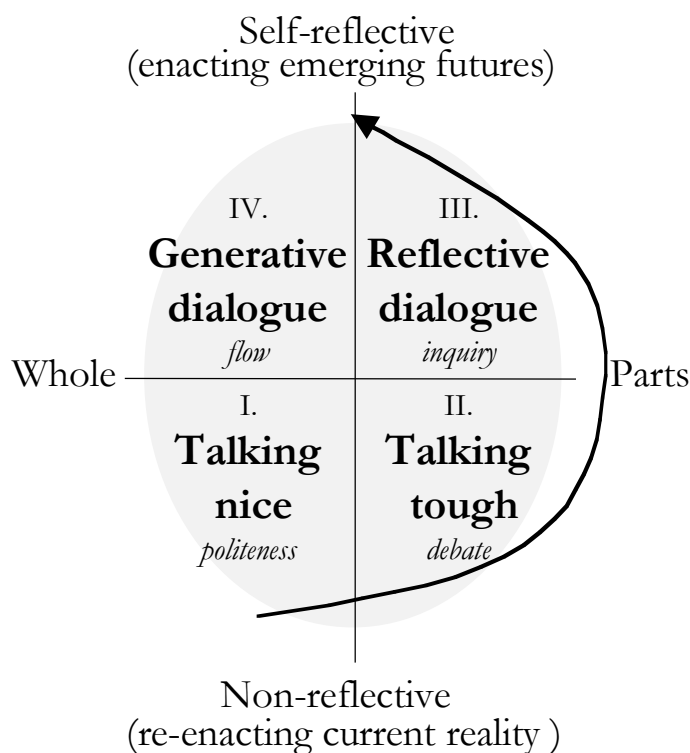 Self-reflective
(enacting emerging futures)
IV.
Generative
dialogue
flow
III.
Reflective
dialogue
inquiry
Whole
Parts
I.
Talking
nice
politeness
II.
Talking
tough
debate
Non-reflective
(re-enacting current reality )